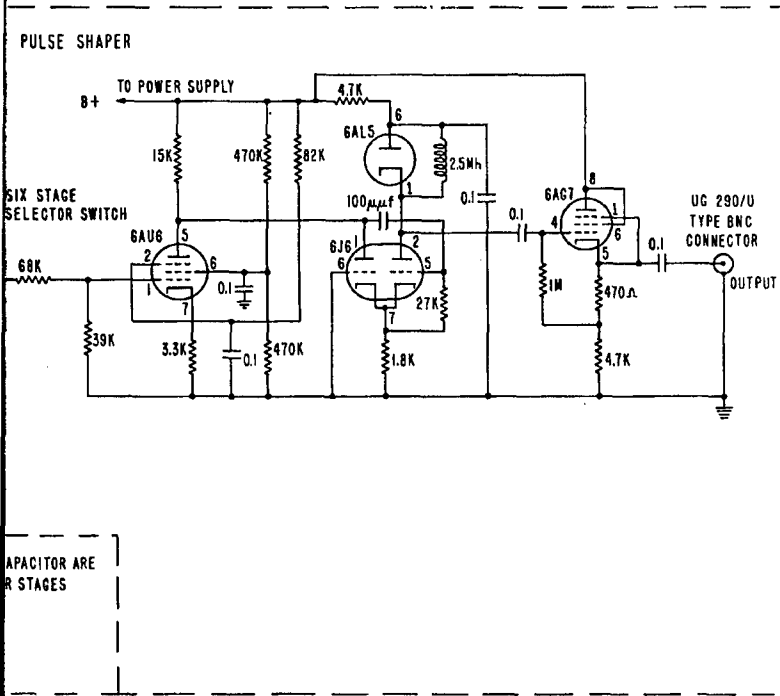 PULSE SHAPER
TO POWER SUPPLY
B+
4.7K
6AL5
6
15K
470K
82K
2.5Mh
1
8
SIX STAGE
SELECTOR SWITCH
100μμf
0.1
0.1
6AG7
1
UG 290/U
TYPE BNC
CONNECTOR
6AU6
5
6J6
1
2
4
6
5
0.1
2
6
6
5
68K
1
0.1
27K
1M
470Ω
OUTPUT
7
7
39K
3.3K
0.1
470K
1.8K
4.7K
APACITOR ARE
R STAGES